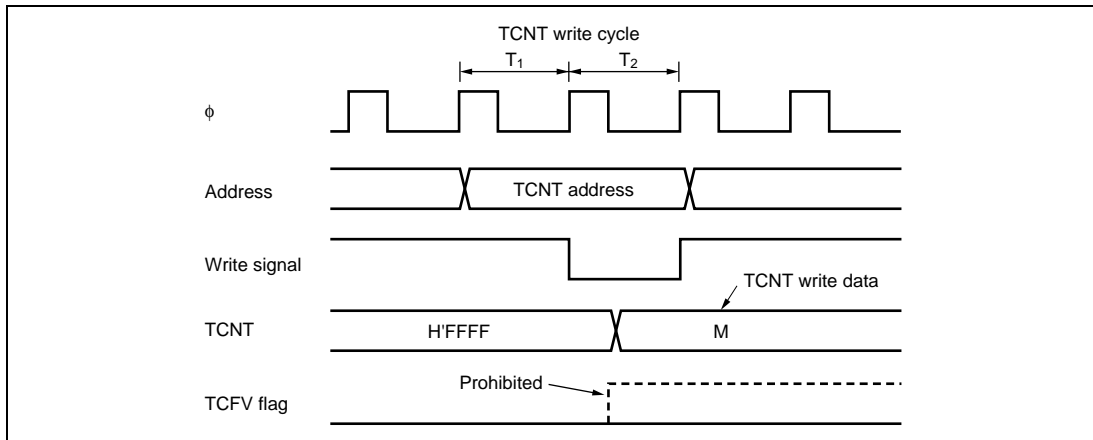 TCNT write cycle
T1 T2
ϕ
Address
TCNT address
Write signal
TCNT write data
TCNT
H'FFFF
M
Prohibited
TCFV flag